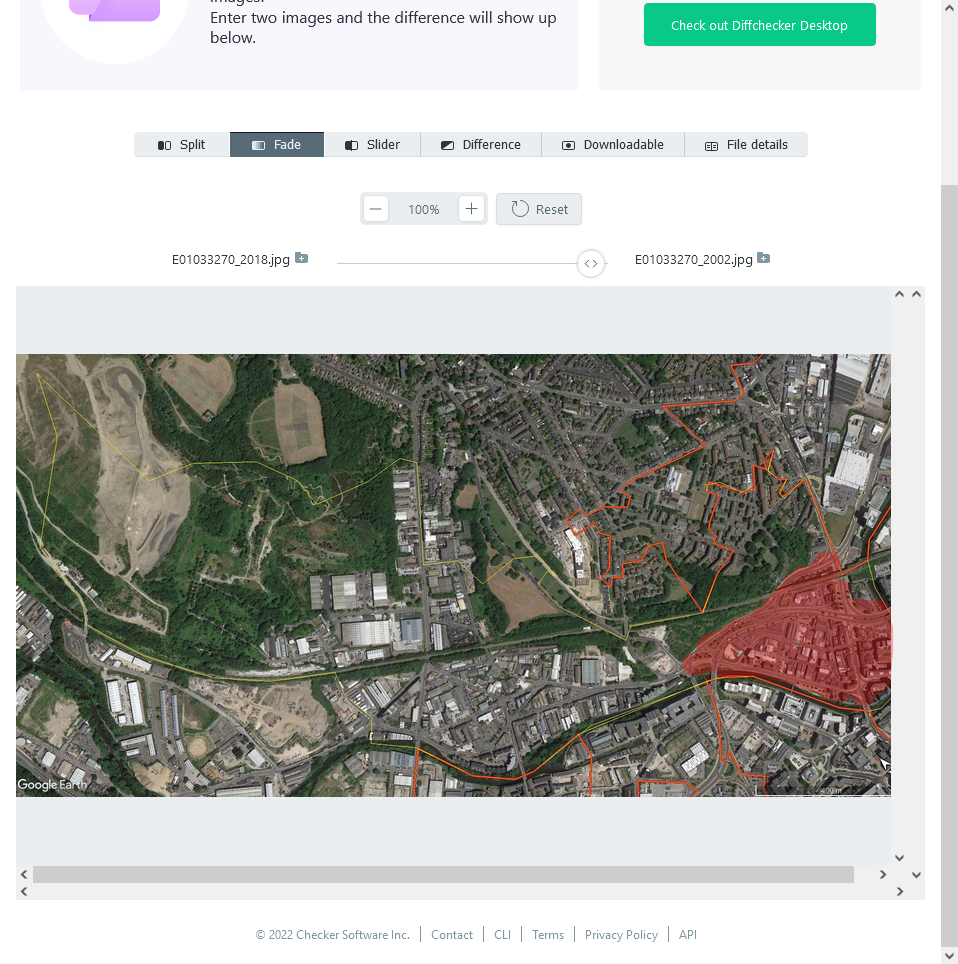 Enter two images and the difference will show up
below.
Check out Diffchecker Desktop
Split
Fade
Slider
Difference
Downloadable
File details
100%
Reset
E01033270_2018.jpg
E01033270_2002.jpg
Google Earth
400 m
© 2022 Checker Software Inc.
Contact
CLI
Terms
Privacy Policy
API